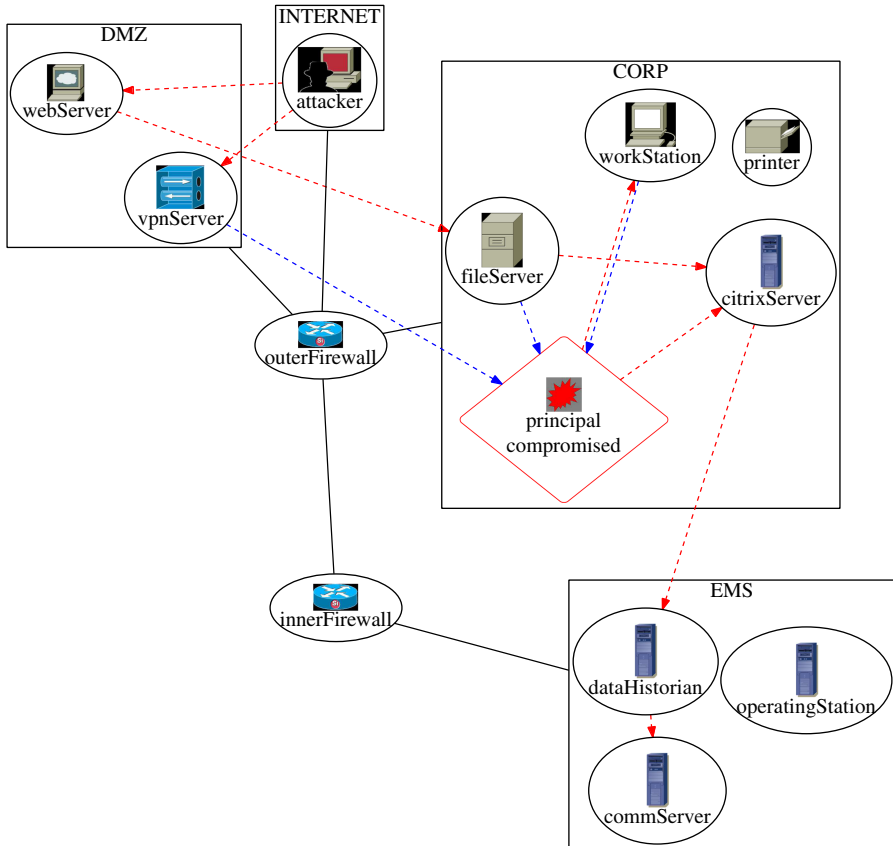 INTERNET
DMZ
attacker
webServer
CORP
workStation
printer
vpnServer
fileServer
citrixServer
outerFirewall
principal
compromised
innerFirewall
EMS
dataHistorian
operatingStation
commServer